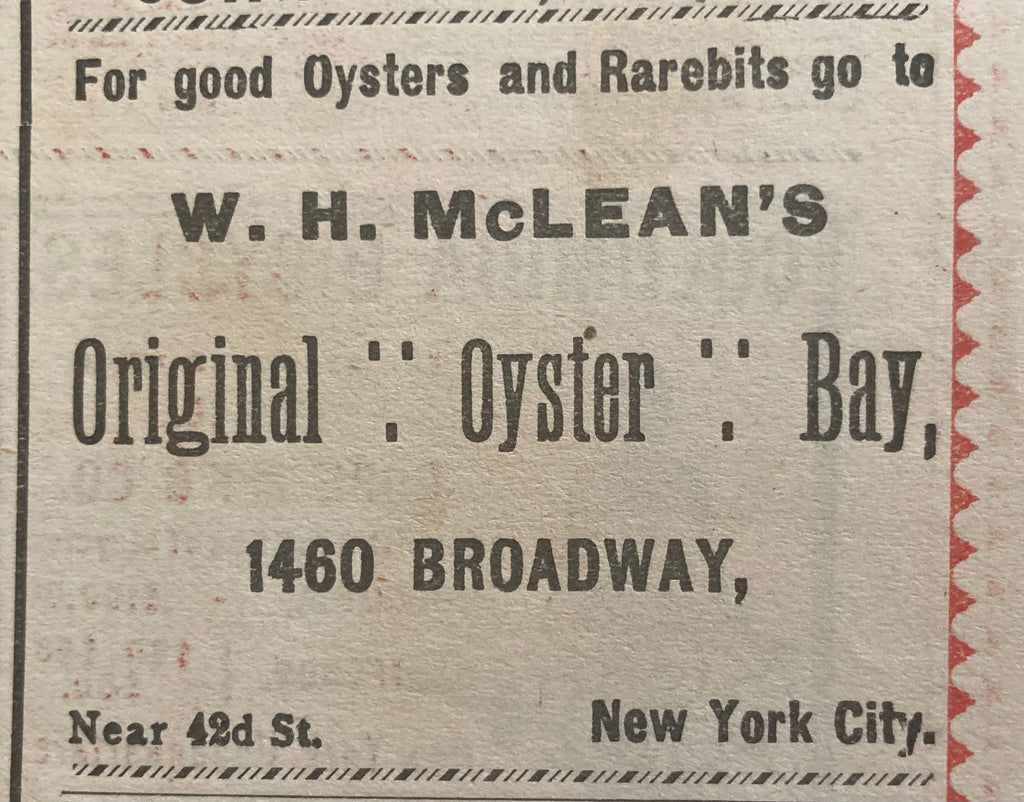 For good Oysters and Rarebits go to
W. H. McLEAN'S
Original ∵ Oyster ∵ Bay,
1460 BROADWAY,
Near 42d St. New York City.